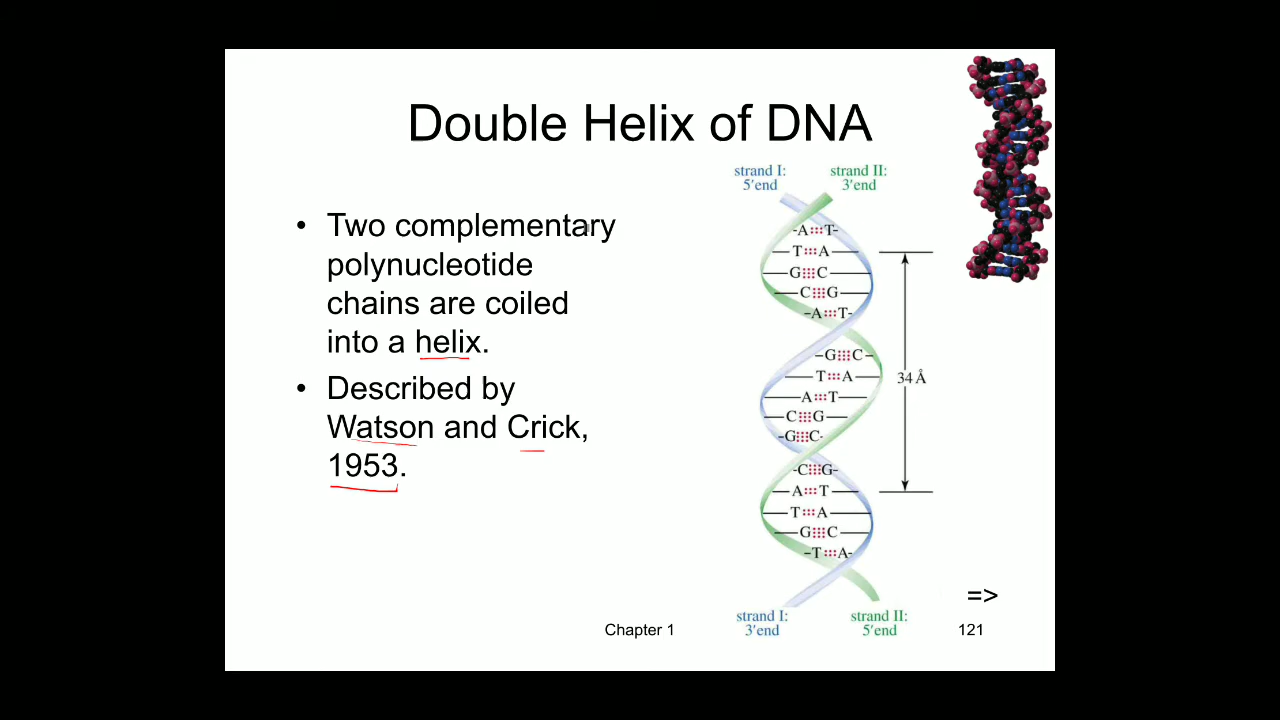 Double Helix of DNA
• Two complementary
polynucleotide
chains are coiled
into a helix.
• Described by
Watson and Crick,
1953.
strand I:
5′end
strand II:
3′end
-A:::T-
T:::A
G:::C
C:::G
-A:::T-
-G:::C-
T:::A
A:::T
C:::G
-G:::C-
-C:::G-
A:::T
T:::A
G:::C
-T:::A-
34 Å
strand I:
3′end
strand II:
5′end
=>
Chapter 1
121